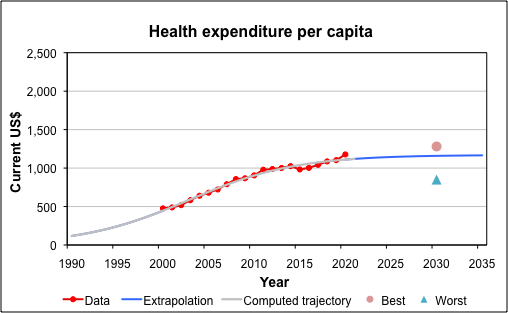 Health expenditure per capita
2,500
2,000
1,500
1,000
500
0
Current US$
1990 1995 2000 2005 2010 2015 2020 2025 2030 2035
Year
Data Extrapolation Computed trajectory Best Worst